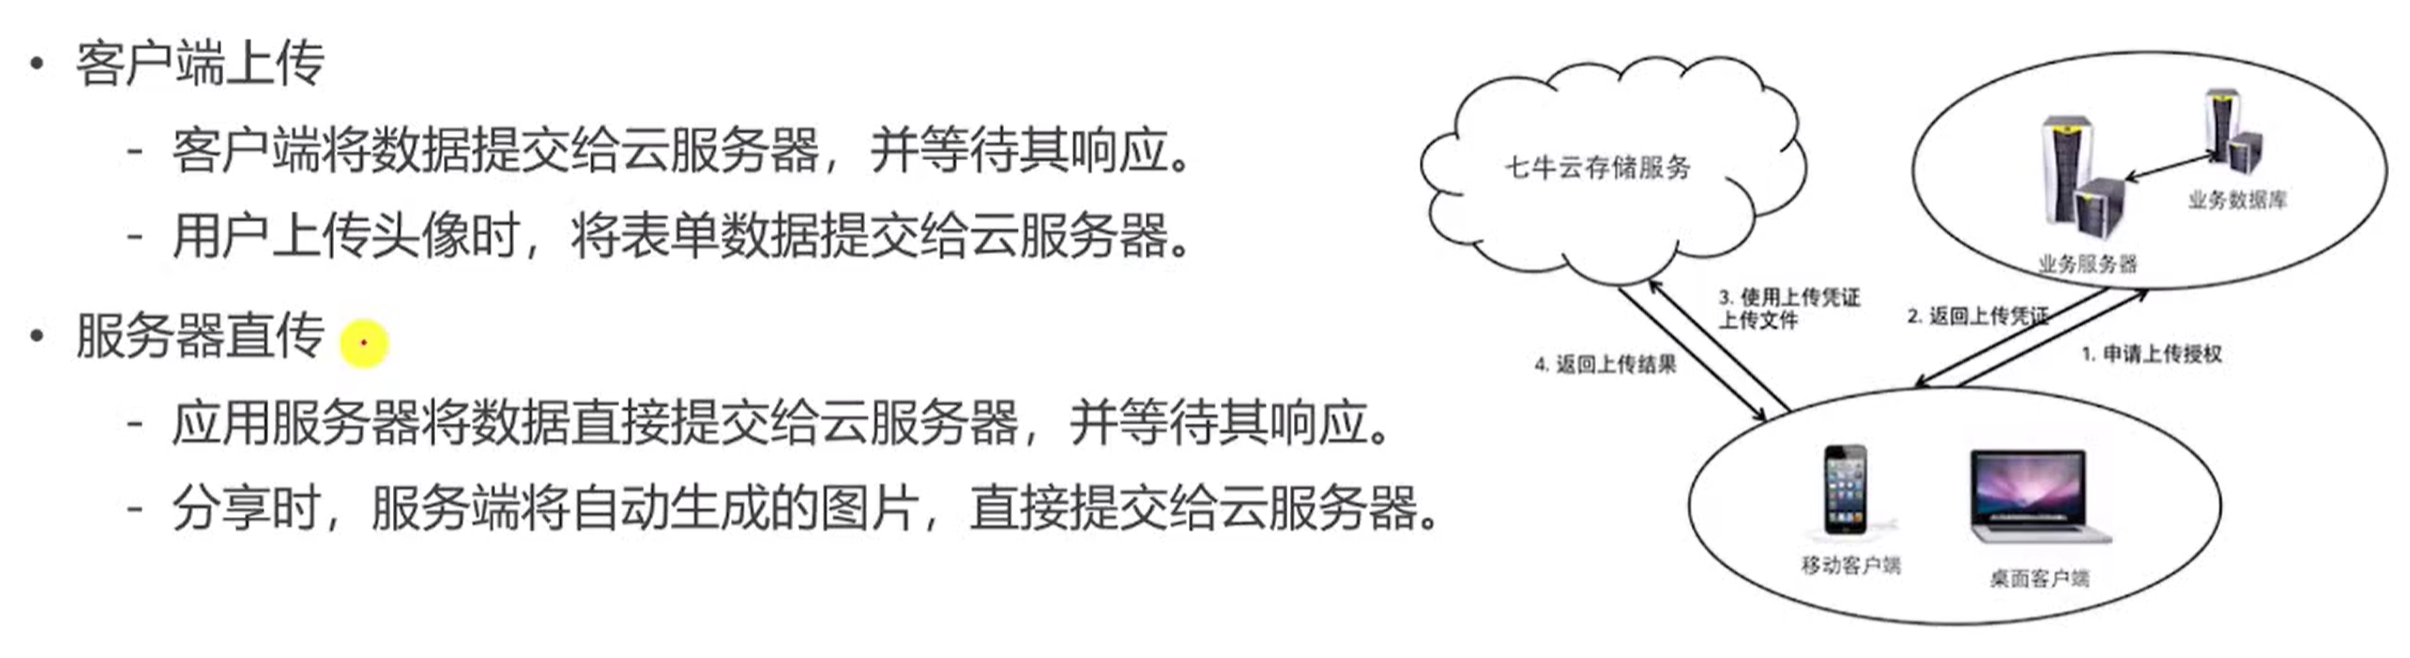 • 客户端上传
- 客户端将数据提交给云服务器，并等待其响应。
- 用户上传头像时，将表单数据提交给云服务器。
• 服务器直传
- 应用服务器将数据直接提交给云服务器，并等待其响应。
- 分享时，服务端将自动生成的图片，直接提交给云服务器。
七牛云存储服务
业务数据库
业务服务器
3. 使用上传凭证
上传文件
2. 返回上传凭证
1. 申请上传授权
4. 返回上传结果
移动客户端
桌面客户端